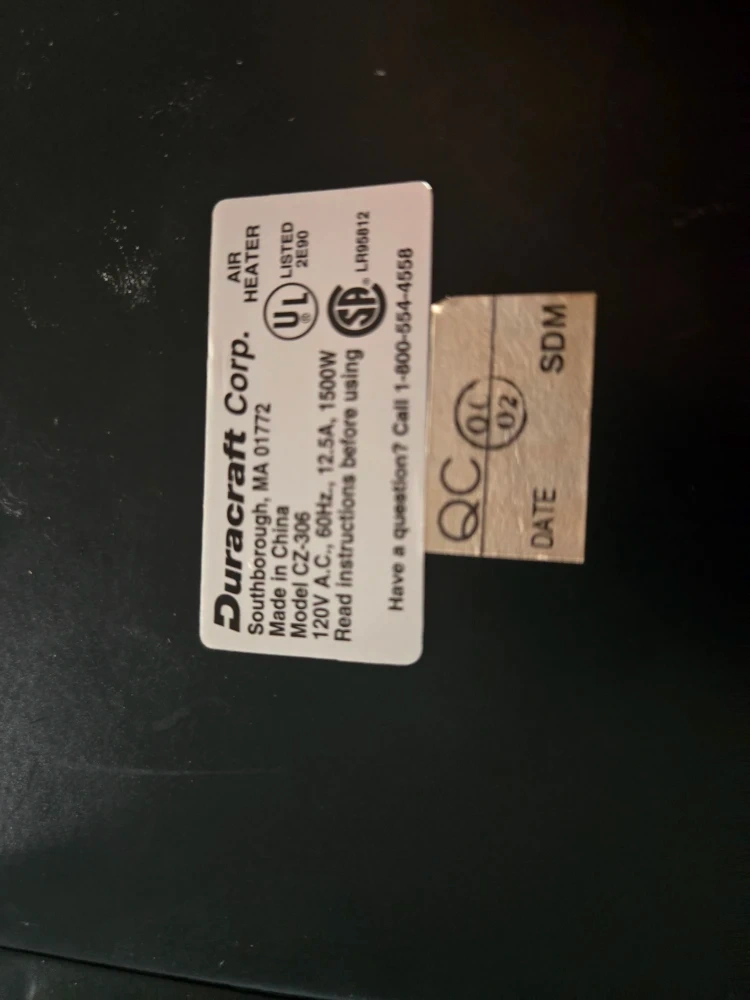 Duracraft Corp.
AIR
HEATER
Southborough, MA 01772
Made in China
Model CZ-306
120V A.C., 60Hz., 12.5A, 1500W
Read instructions before using
UL ®
LISTED
2E90
SA ®
LR95812
Have a question? Call 1-800-554-4558
QC
02
DATE
SDM